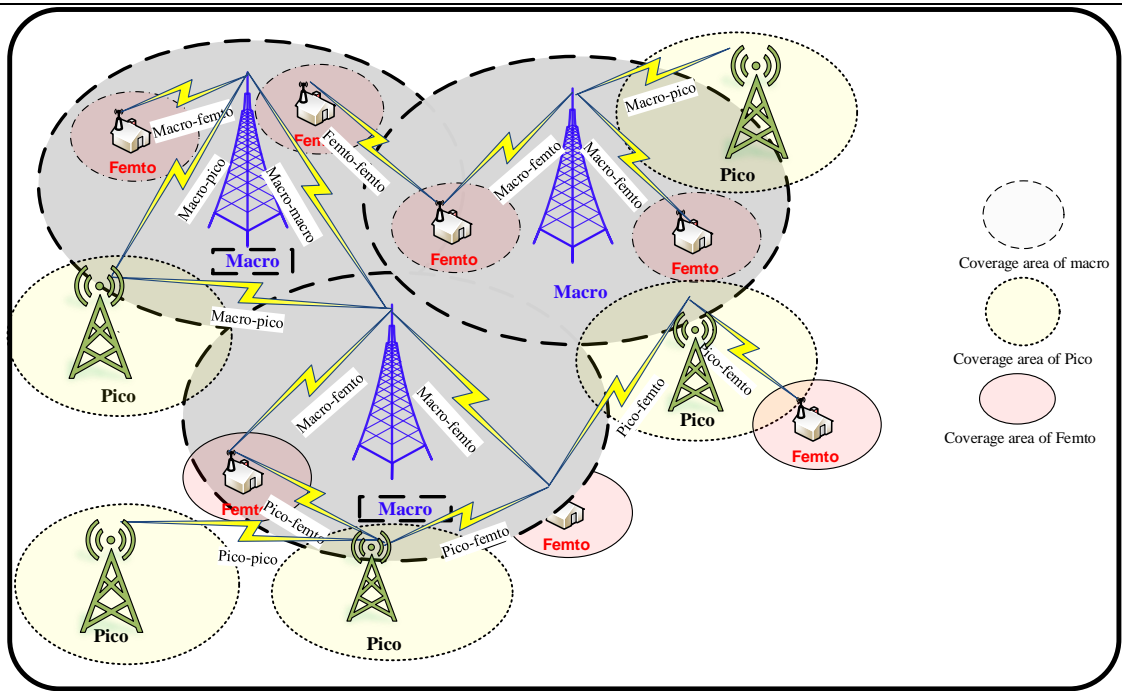 Macro-pico
Macro-femto
Femto
Fem
Femto-femto
Macro-femto
Macro-femto
Pico
Macro-pico
Macro-macro
Femto
Femto
Macro
Macro
Coverage area of macro
Macro-pico
Pico
Coverage area of Pico
Pico-femto
Pico-femto
Pico
Macro-femto
Macro-femto
Coverage area of Femto
Femto
Femto
Macro
Pico-femto
Pico-femto
Femto
Pico-pico
Pico
Pico